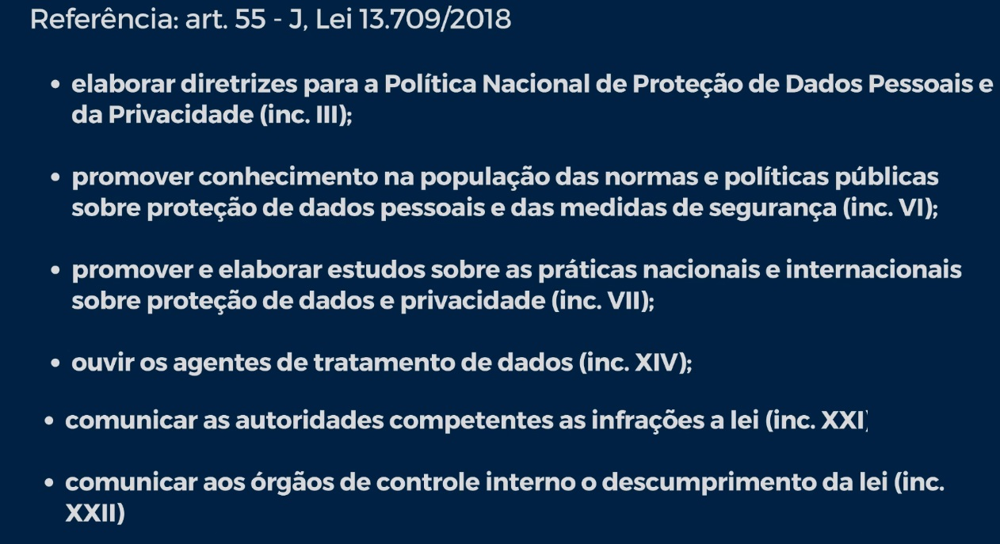 Referência: art. 55 - J, Lei 13.709/2018
• elaborar diretrizes para a Política Nacional de Proteção de Dados Pessoais e
da Privacidade (inc. III);
• promover conhecimento na população das normas e políticas públicas
sobre proteção de dados pessoais e das medidas de segurança (inc. VI);
• promover e elaborar estudos sobre as práticas nacionais e internacionais
sobre proteção de dados e privacidade (inc. VII);
• ouvir os agentes de tratamento de dados (inc. XIV);
• comunicar as autoridades competentes as infrações a lei (inc. XXI)
• comunicar aos órgãos de controle interno o descumprimento da lei (inc.
XXII)